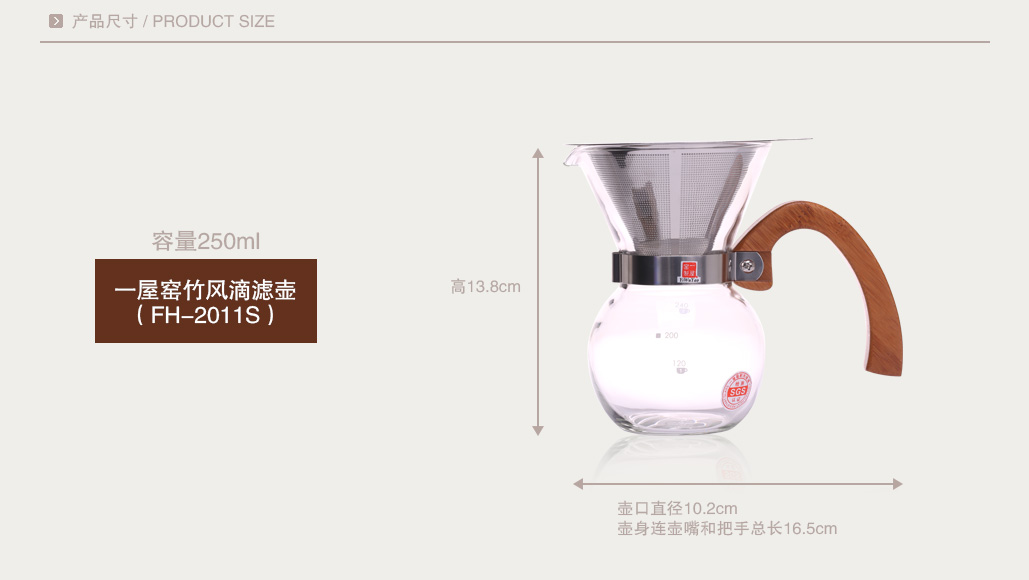 产品尺寸 / PRODUCT SIZE
容量250ml
一屋窑竹风滴滤壶
( FH-2011S )
高13.8cm
200
120
SGS
壶口直径10.2cm
壶身连壶嘴和把手总长16.5cm